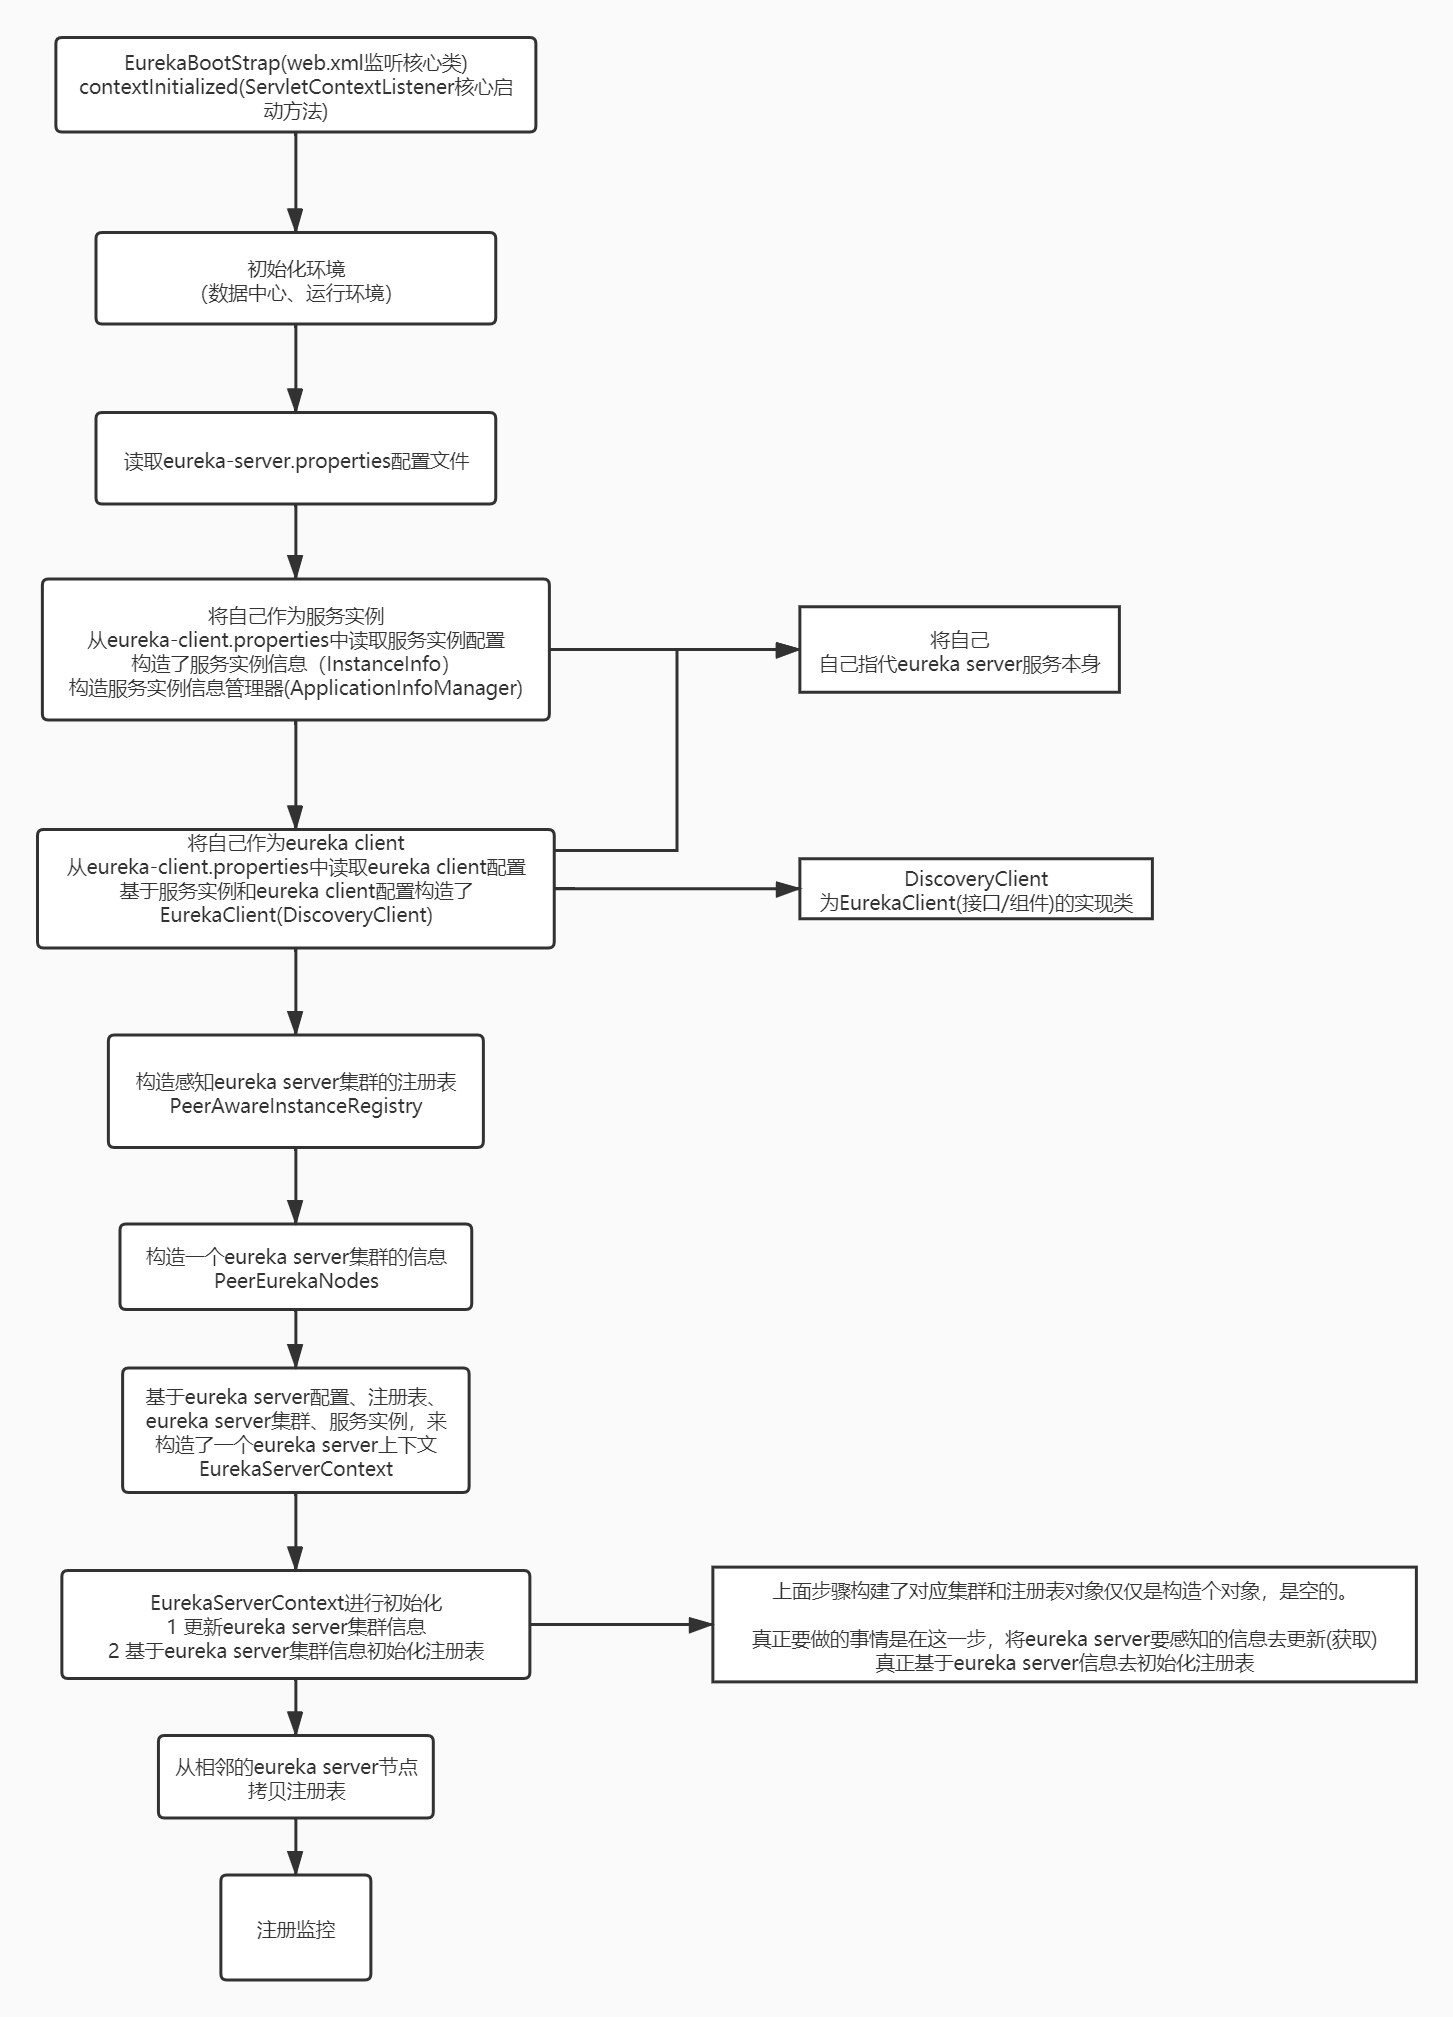 EurekaBootStrap(web.xml监听核心类)
contextInitialized(ServletContextListener核心启
动方法)
初始化环境
（数据中心、运行环境）
读取eureka-server.properties配置文件
将自己作为服务实例
从eureka-client.properties中读取服务实例配置
构造了服务实例信息（InstanceInfo）
构造服务实例信息管理器(ApplicationInfoManager)
将自己
自己指代eureka server服务本身
将自己作为eureka client
从eureka-client.properties中读取eureka client配置
基于服务实例和eureka client配置构造了
EurekaClient(DiscoveryClient)
DiscoveryClient
为EurekaClient(接口/组件)的实现类
构造感知eureka server集群的注册表
PeerAwareInstanceRegistry
构造一个eureka server集群的信息
PeerEurekaNodes
基于eureka server配置、注册表、
eureka server集群、服务实例，来
构造了一个eureka server上下文
EurekaServerContext
EurekaServerContext进行初始化
1 更新eureka server集群信息
2 基于eureka server集群信息初始化注册表
上面步骤构建了对应集群和注册表对象仅仅是构造个对象，是空的。
真正要做的事情是在这一步，将eureka server要感知的信息去更新(获取)
真正基于eureka server信息去初始化注册表
从相邻的eureka server节点
拷贝注册表
注册监控